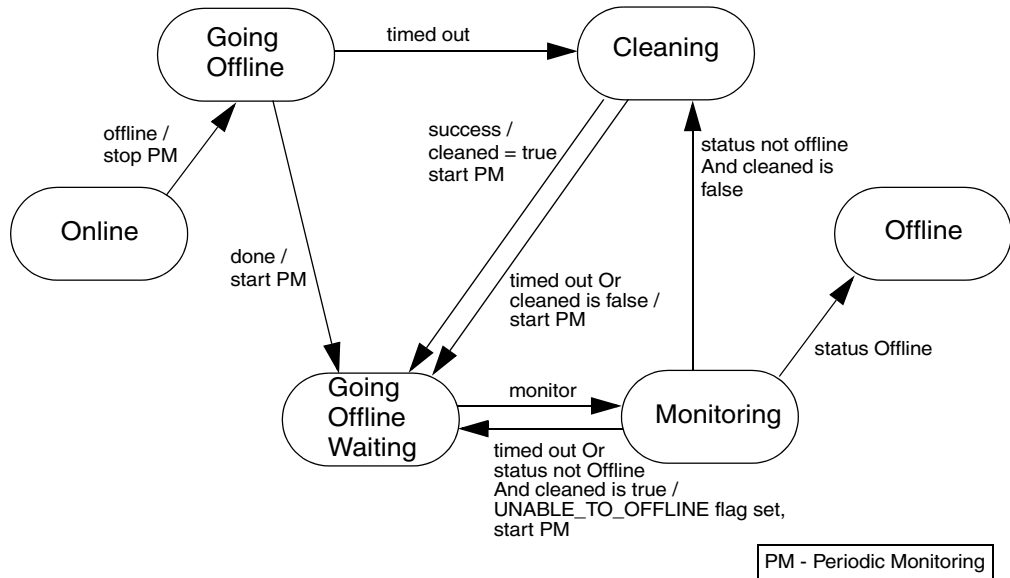 Going
Offline
timed out
Cleaning
offline /
stop PM
success /
cleaned = true
start PM
status not offline
And cleaned is
false
Online
Offline
done /
start PM
timed out Or
cleaned is false /
start PM
status Offline
Going
Offline
Waiting
monitor
Monitoring
timed out Or
status not Offline
And cleaned is true /
UNABLE_TO_OFFLINE flag set,
start PM
PM - Periodic Monitoring